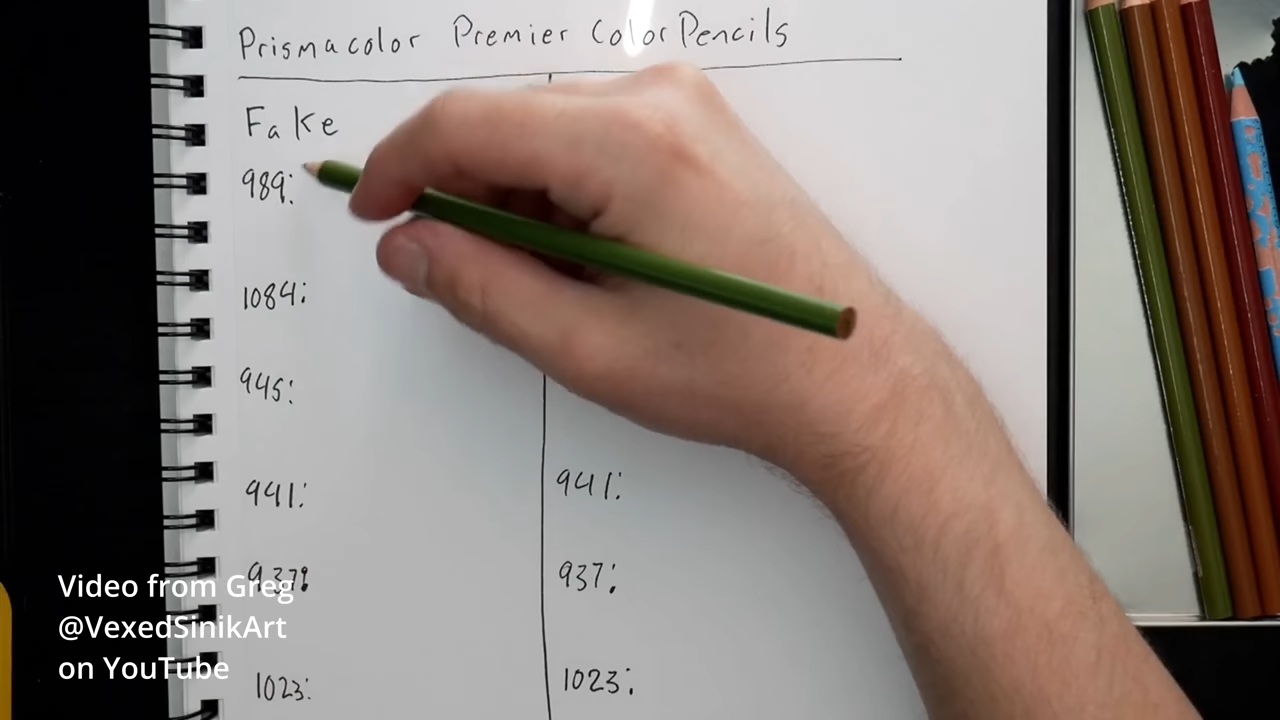 Prismacolor Premier Color Pencils
Fake
989:
1084:
945:
941:
937:
1023:
941:
937:
1023:
Video from Greg
@VexedSinikArt
on YouTube